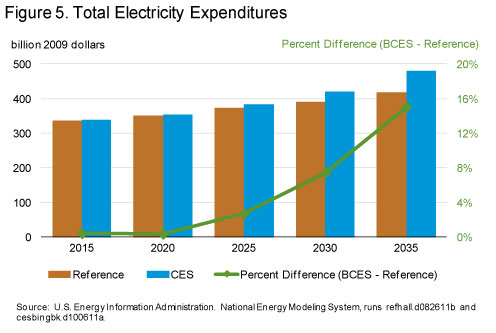 Figure 5. Total Electricity Expenditures
billion 2009 dollars
Percent Difference (BCES - Reference)
500
400
300
200
100
0
20%
16%
12%
8%
4%
0%
2015 2020 2025 2030 2035
Reference CES Percent Difference (BCES - Reference)
Source: U.S. Energy Information Administration. National Energy Modeling System, runs refhall.d082611b and
cesbingbk.d100611a.